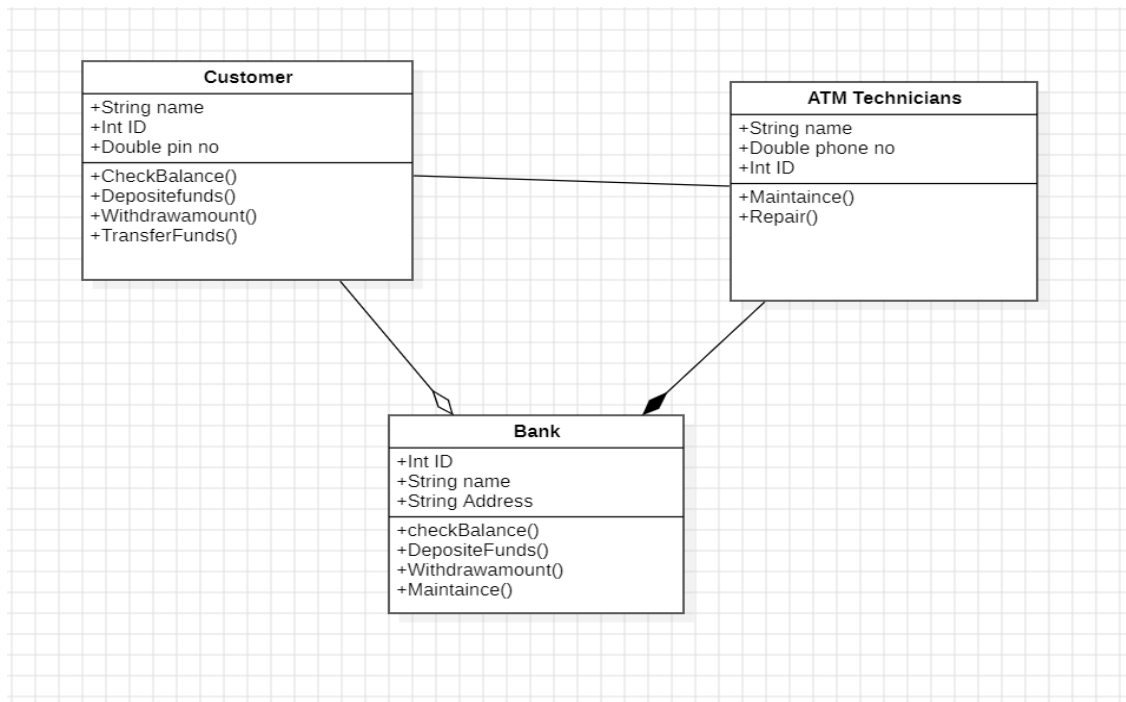 Customer
+String name
+Int ID
+Double pin no
+CheckBalance()
+Depositefunds()
+Withdrawamount()
+TransferFunds()
ATM Technicians
+String name
+Double phone no
+Int ID
+Maintaince()
+Repair()
Bank
+Int ID
+String name
+String Address
+checkBalance()
+DepositeFunds()
+Withdrawamount()
+Maintaince()